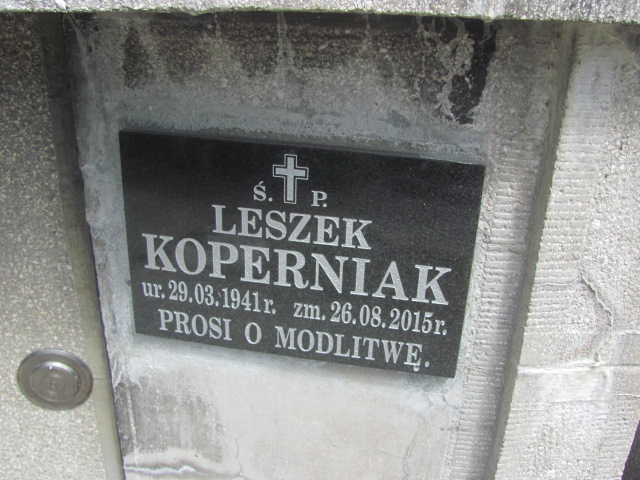 Ś. P.
LESZEK
KOPERNIAK
ur. 29.03.1941 r. zm. 26.08.2015 r.
PROSI O MODLITWĘ.